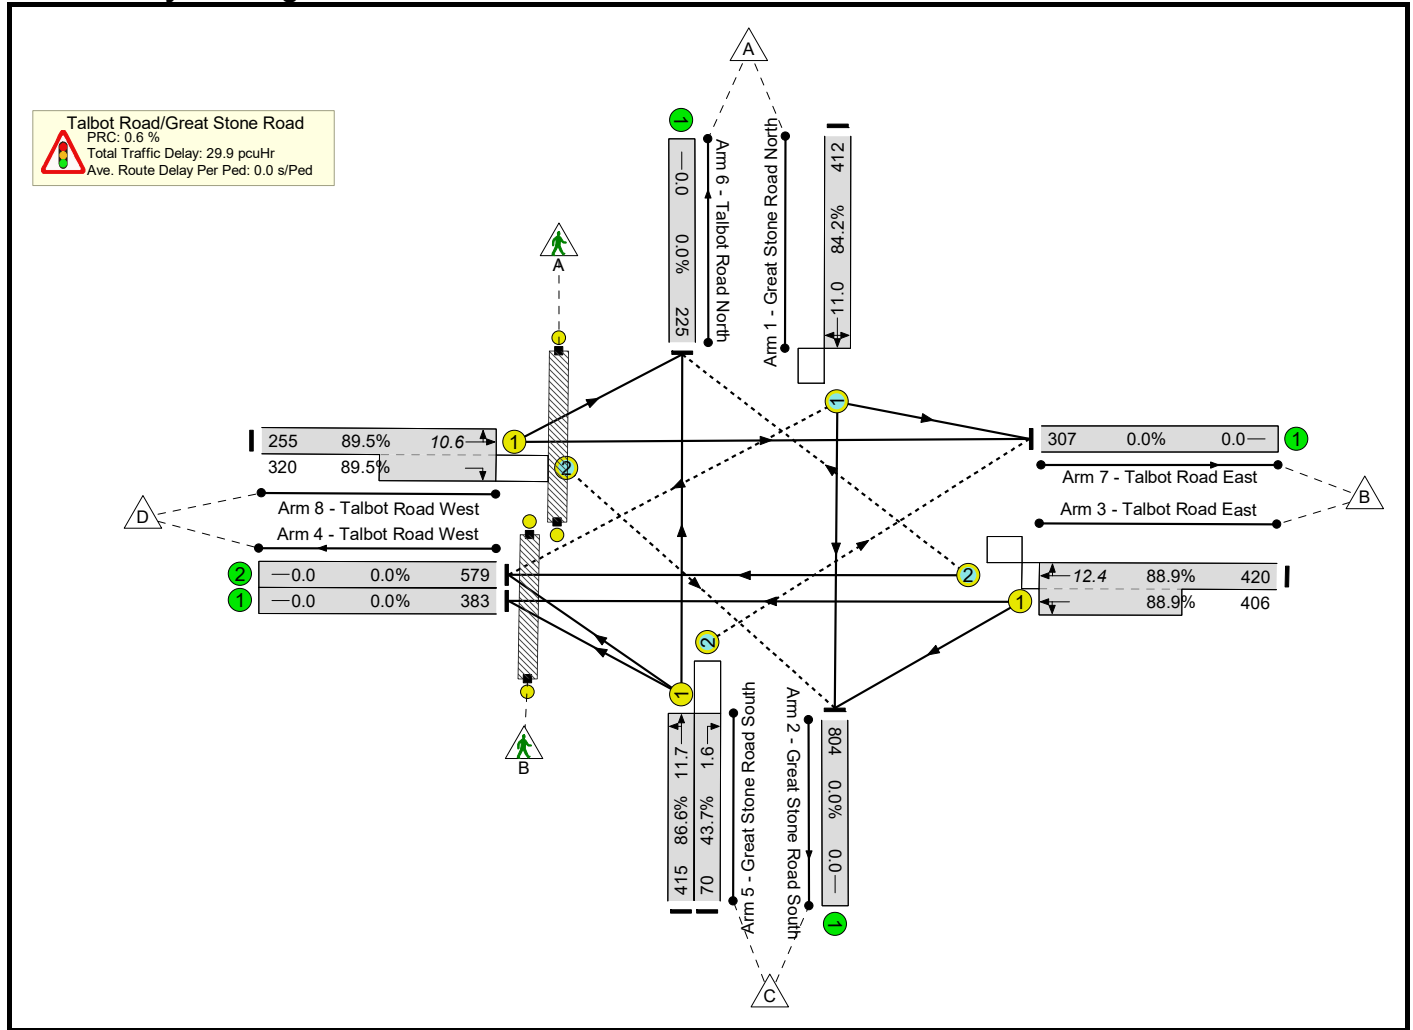 Talbot Road/Great Stone Road
PRC: 0.6 %
Total Traffic Delay: 29.9 pcuHr
Ave. Route Delay Per Ped: 0.0 s/Ped
A
1
0.0 0.0% 225
Arm 6 - Talbot Road North
Arm 1 - Great Stone Road North
412 84.2% 11.0
A
1
255 89.5% 10.6
320 89.5%
1
2
Arm 8 - Talbot Road West
D
Arm 4 - Talbot Road West
2 0.0 0.0% 579
1 0.0 0.0% 383
307 0.0% 0.0 1
Arm 7 - Talbot Road East
B
Arm 3 - Talbot Road East
2
12.4 88.9% 420
1
88.9% 406
2
1
B
415 86.6% 11.7
70 43.7% 1.6
Arm 5 - Great Stone Road South
Arm 2 - Great Stone Road South
804 0.0% 0.0
1
C